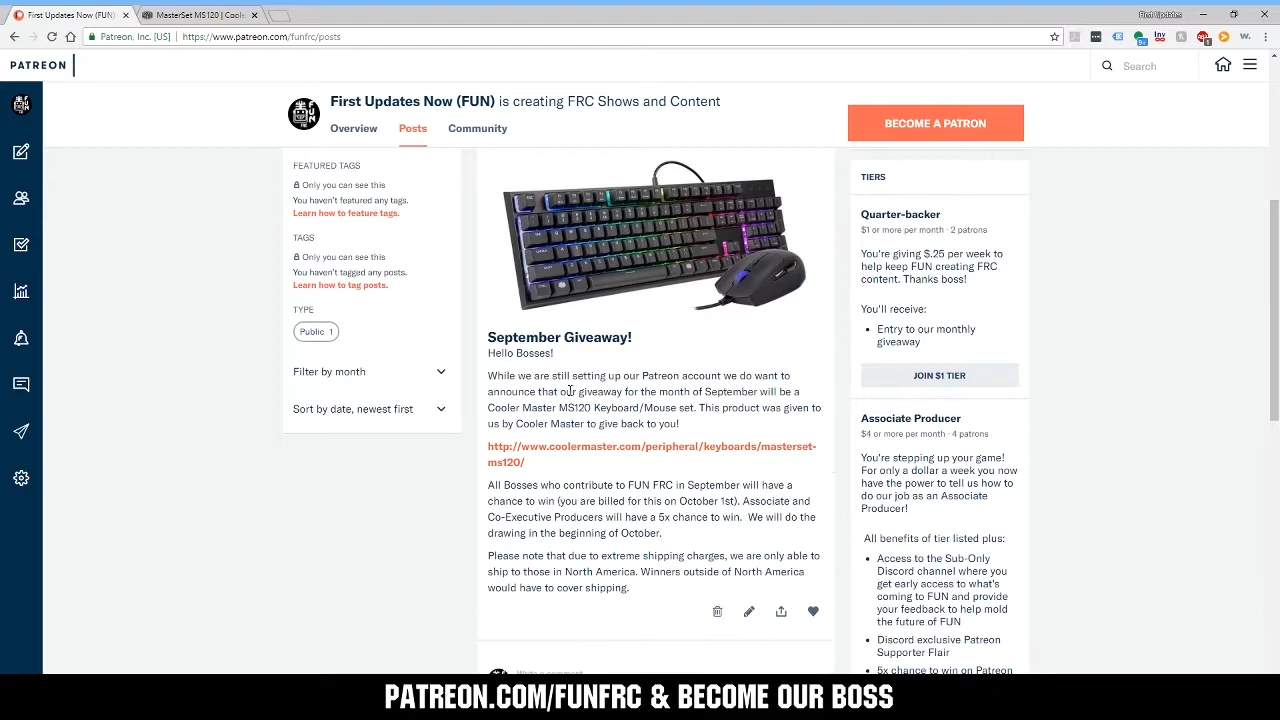 First Updates Now (FUN)
MasterSet MS120 | Coole
First Updates
Patreon, Inc. [US]
https://www.patreon.com/funfrc/posts
PATREON
Search
First Updates Now (FUN) is creating FRC Shows and Content
Overview
Posts
Community
BECOME A PATRON
FEATURED TAGS
Only you can see this
You haven't featured any tags.
Learn how to feature tags.
TAGS
Only you can see this
You haven't tagged any posts.
Learn how to tag posts.
TYPE
Public 1
Filter by month
Sort by date, newest first
September Giveaway!
Hello Bosses!
While we are still setting up our Patreon account we do want to
announce that our giveaway for the month of September will be a
Cooler Master MS120 Keyboard/Mouse set. This product was given to
us by Cooler Master to give back to you!
http://www.coolermaster.com/peripheral/keyboards/masterset-
ms120/
All Bosses who contribute to FUN FRC in September will have a
chance to win (you are billed for this on October 1st). Associate and
Co-Executive Producers will have a 5x chance to win. We will do the
drawing in the beginning of October.
Please note that due to extreme shipping charges, we are only able to
ship to those in North America. Winners outside of North America
would have to cover shipping.
Write a comment
TIERS
Quarter-backer
$1 or more per month · 2 patrons
You're giving $.25 per week to
help keep FUN creating FRC
content. Thanks boss!
You'll receive:
• Entry to our monthly
giveaway
JOIN $1 TIER
Associate Producer
$4 or more per month · 4 patrons
You're stepping up your game!
For only a dollar a week you now
have the power to tell us how to
do our job as an Associate
Producer!
All benefits of tier listed plus:
• Access to the Sub-Only
Discord channel where you
get early access to what's
coming to FUN and provide
your feedback to help mold
the future of FUN
• Discord exclusive Patreon
Supporter Flair
• 5x chance to win on Patreon
PATREON.COM/FUNFRC & BECOME OUR BOSS